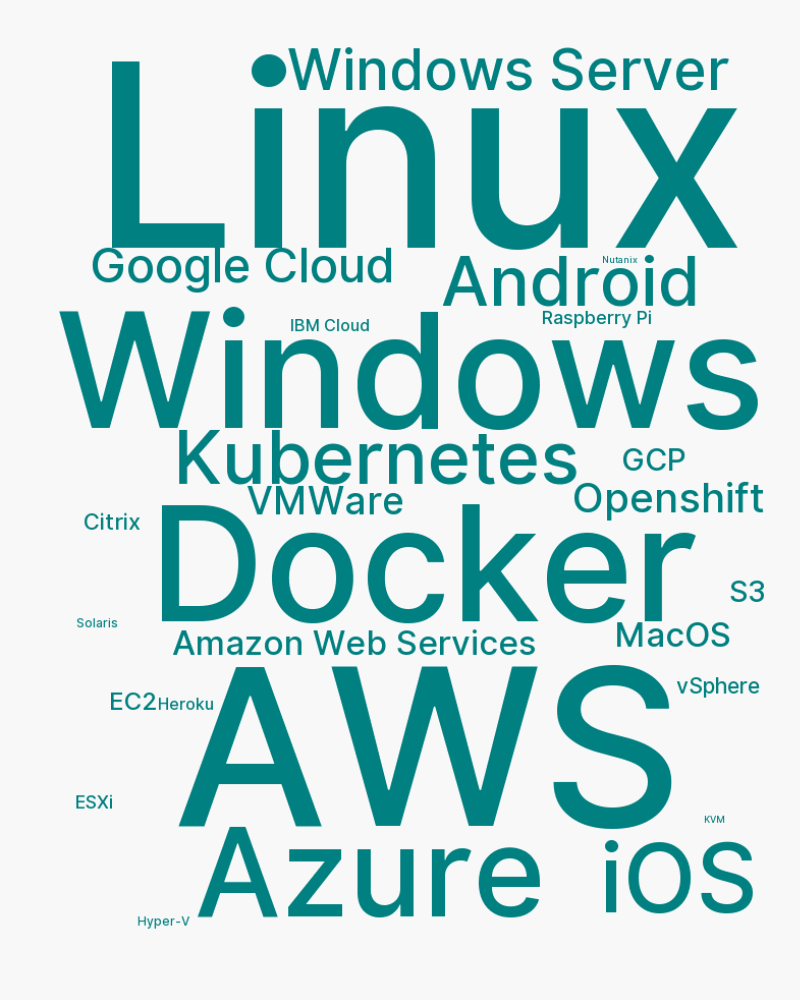 Windows Server
Linux
Google Cloud
Android
Nutanix
Windows
IBM Cloud
Raspberry Pi
Kubernetes
GCP
VMWare
Openshift
Citrix
Docker
S3
Solaris
Amazon Web Services
MacOS
AWS
vSphere
EC2
Heroku
ESXi
KVM
Azure
iOS
Hyper-V